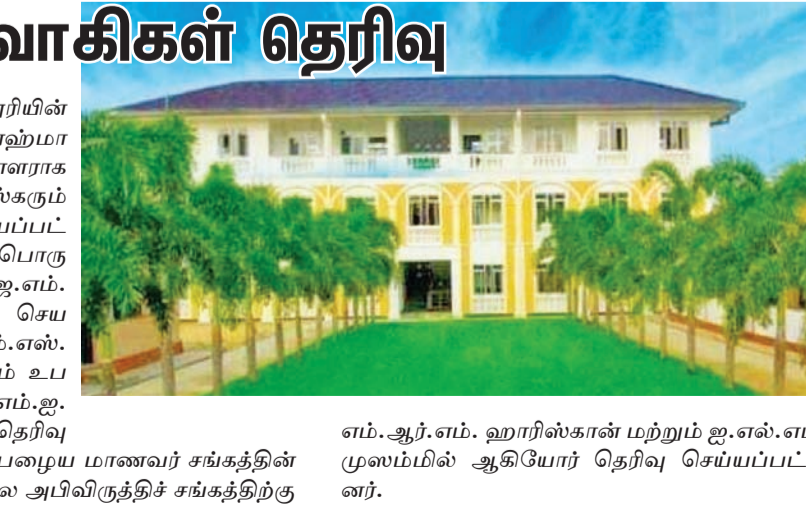 வாகிகள் தெரிவு
ரியின்
ஹ்மா
ளராக
ஸ்கரும்
யப்பட்
பொரு
ஜ.எம்.
செய
ம்.எஸ்.
ம் உப
எம்.ஐ.
தெரிவு
பழைய மாணவர் சங்கத்தின்
ல அபிவிருத்திச் சங்கத்திற்கு
எம்.ஆர்.எம். ஹாரிஸ்கான் மற்றும் ஐ.எல்.எம்
முஸம்மில் ஆகியோர் தெரிவு செய்யப்பட்
னர்.